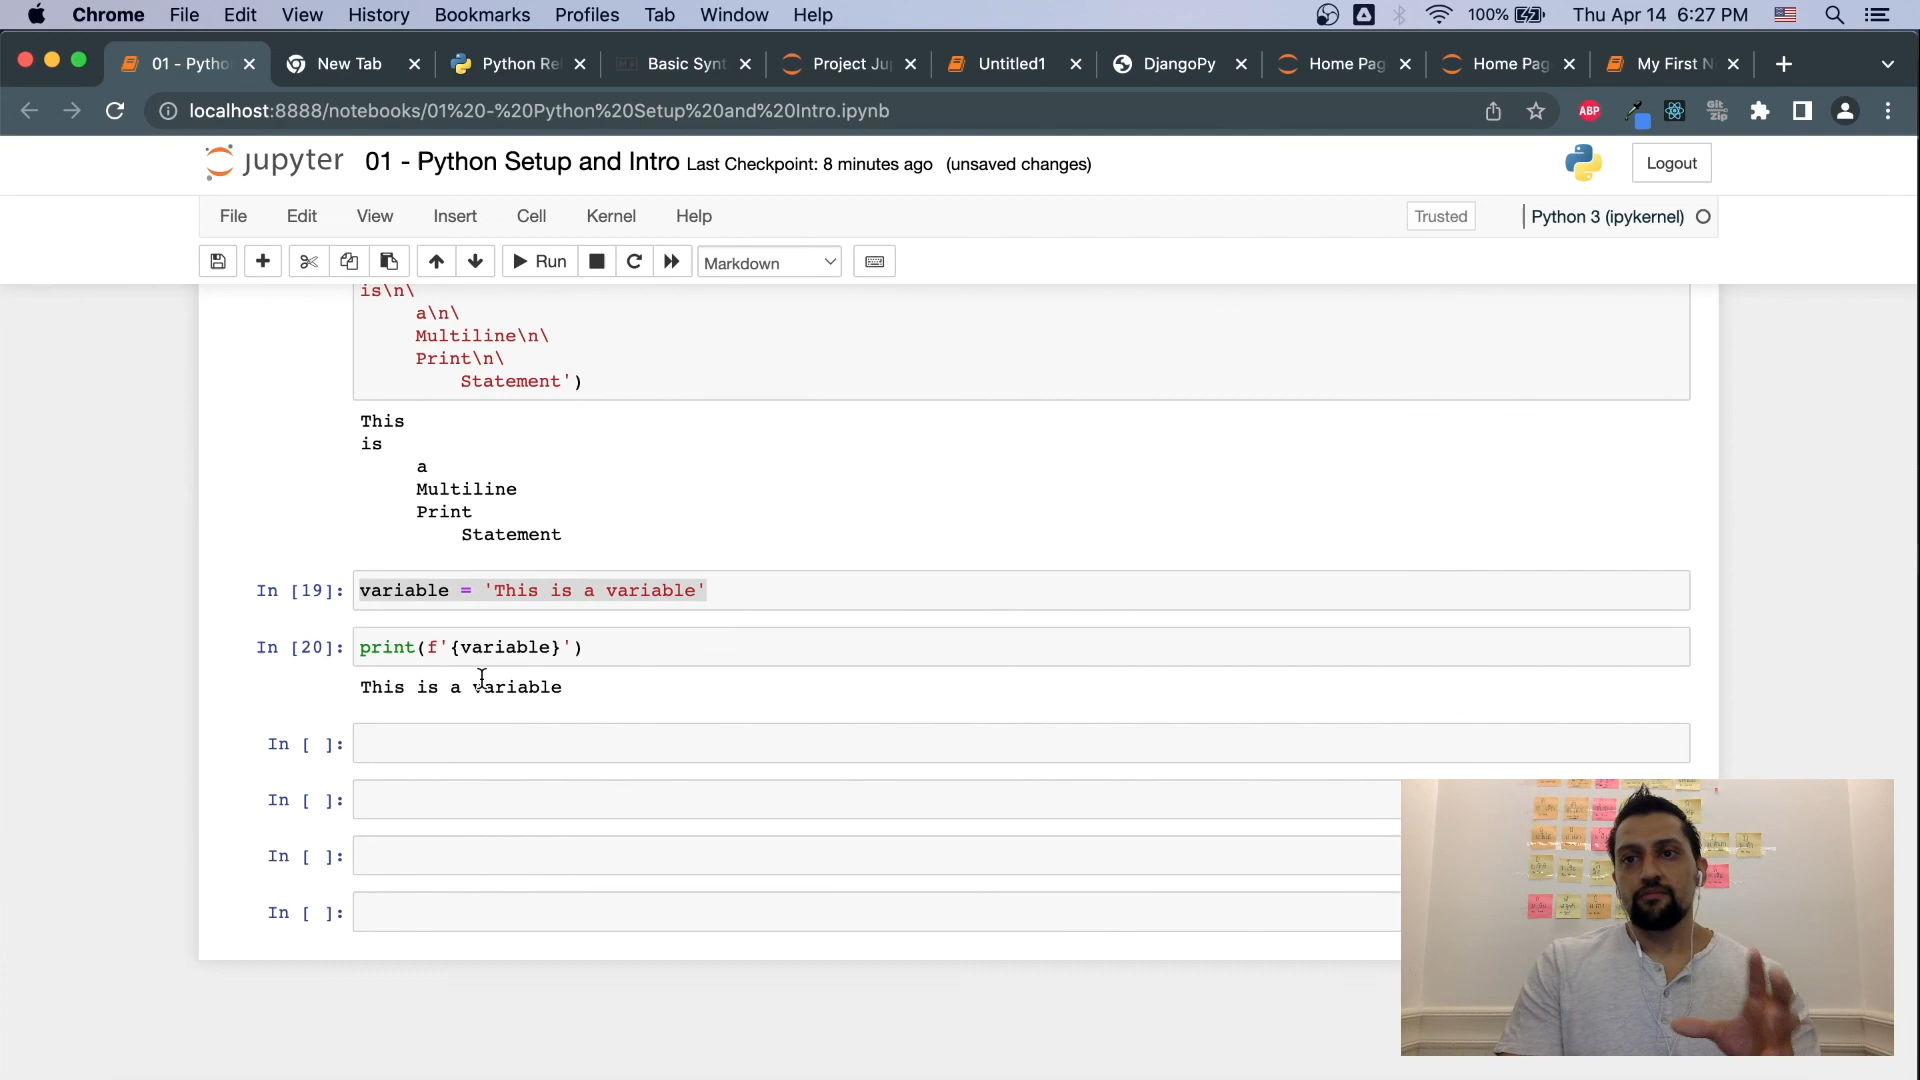 Chrome File Edit View History Bookmarks Profiles Tab Window Help 100% Thu Apr 14 6:27 PM
01 - Pytho New Tab Python Re Basic Synt Project Ju Untitled1 DjangoPy Home Pag Home Pag My First N
localhost:8888/notebooks/01%20-%20Python%20Setup%20and%20Intro.ipynb ABP Git Zip
jupyter 01 - Python Setup and Intro Last Checkpoint: 8 minutes ago (unsaved changes) Logout
File Edit View Insert Cell Kernel Help Trusted Python 3 (ipykernel)
Run Markdown
is\n\
a\n\
Multiline\n\
Print\n\
Statement')
This
is
a
Multiline
Print
Statement
In [19]: variable = 'This is a variable'
In [20]: print(f'{variable}')
This is a variable
In [ ]:
In [ ]:
In [ ]:
In [ ]: